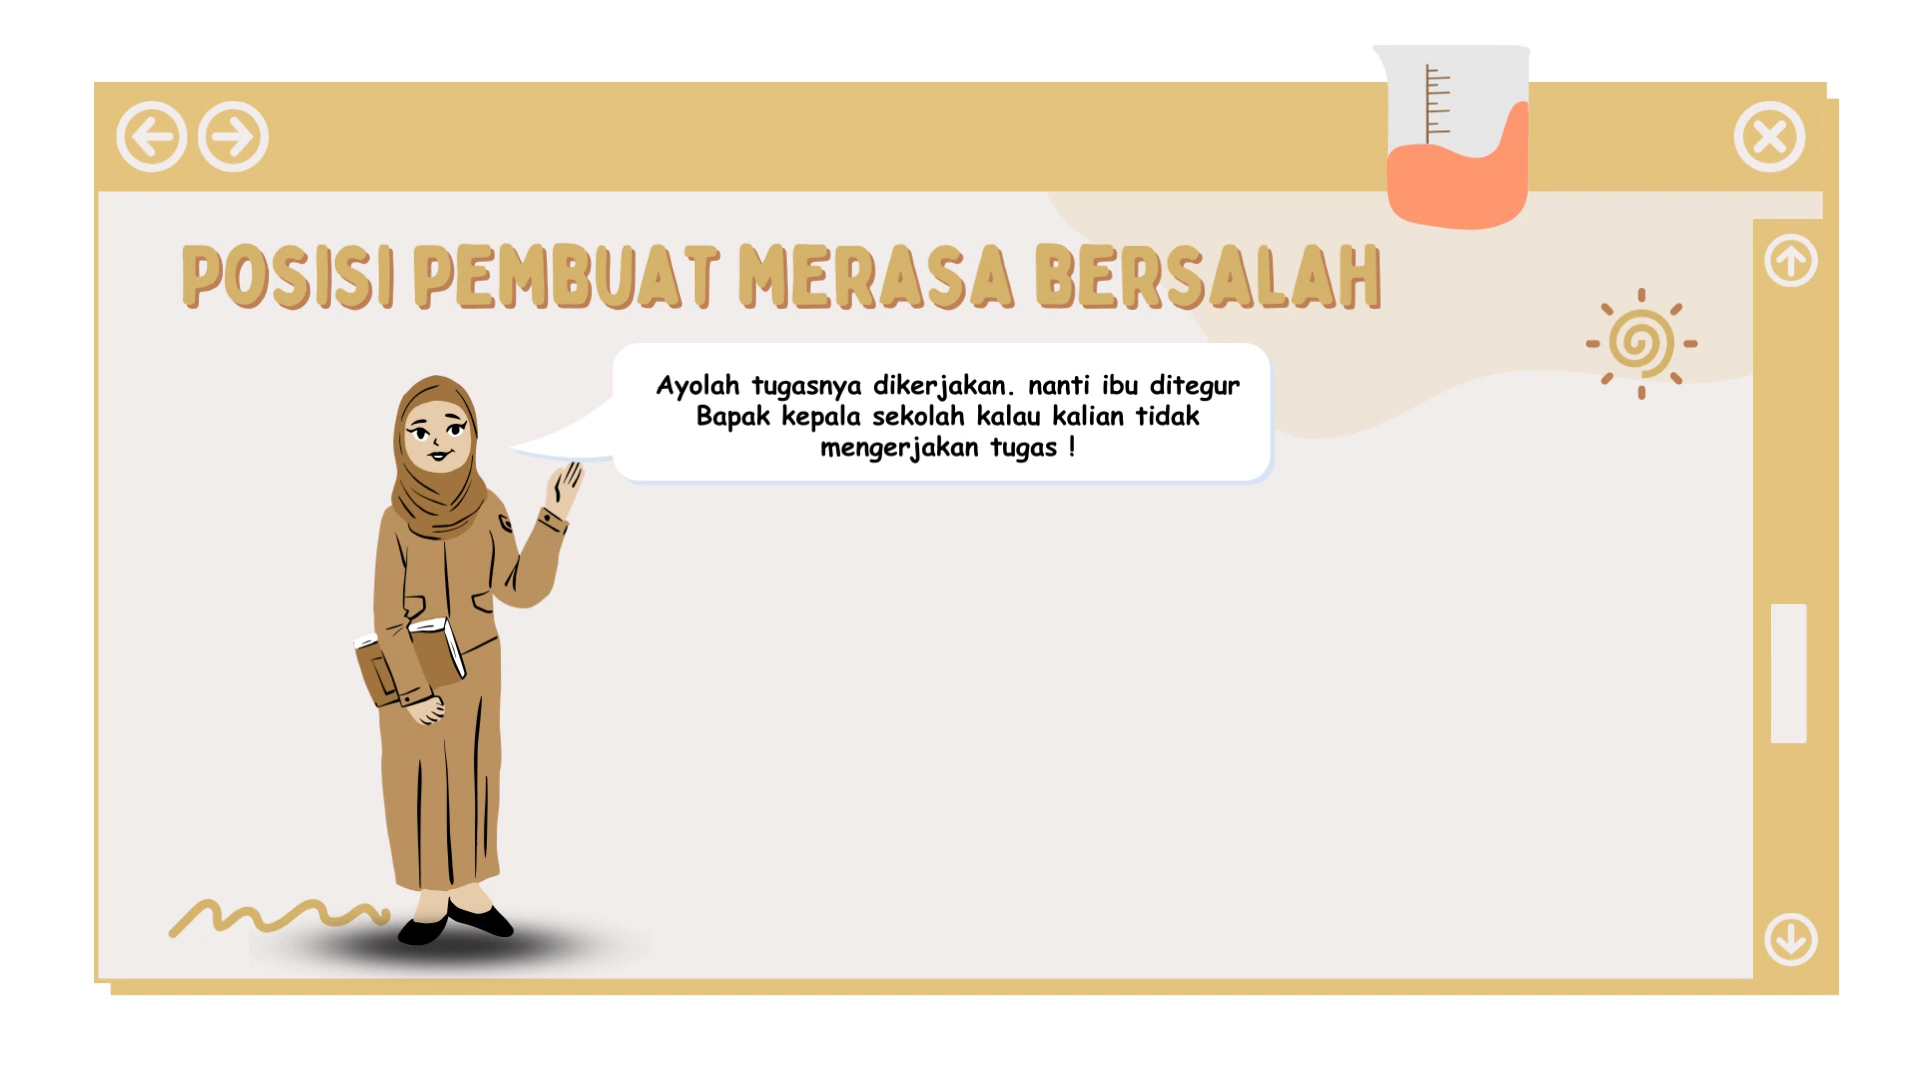 POSISI PEMBUAT MERASA BERSALAH
Ayolah tugasnya dikerjakan. nanti ibu ditegur
Bapak kepala sekolah kalau kalian tidak
mengerjakan tugas !